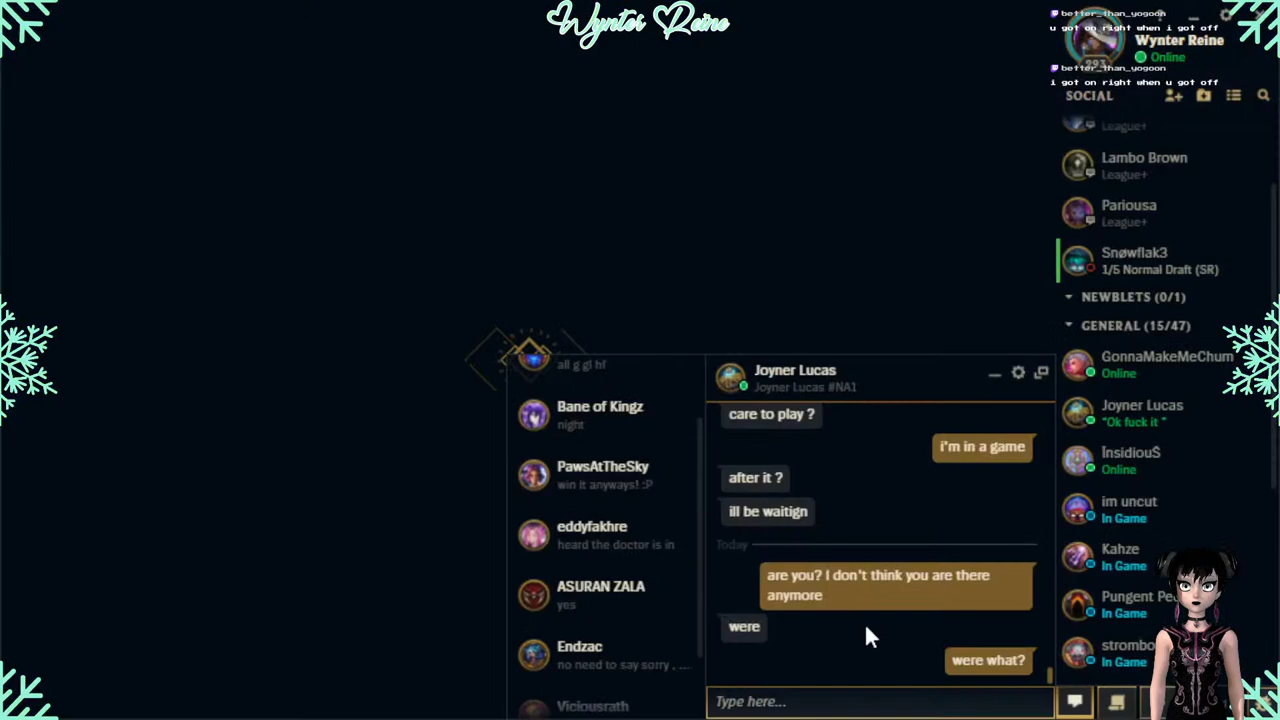 Wynter Reine
better_than_yogoon
u got on right when i got off
Wynter Reine
293
Online
better_than_yogoon
i got on right when u got off
SOCIAL
League+
Lambo Brown
League+
Pariousa
League+
Snøwflak3
1/5 Normal Draft (SR)
NEWBLETS (0/1)
GENERAL (15/47)
GonnaMakeMeChum
Online
Joyner Lucas
"Ok fuck it "
Online
im uncut
In Game
Kahze
In Game
Pungent
In Game
In Game
all g gl hf
Bane of Kingz
night
PawsAtTheSky
win it anyways! :P
eddyfakhre
heard the doctor is in
ASURAN ZALA
yes
Endzac
no need to say sorry , ....
Viciousrath
Joyner Lucas
Joyner Lucas #NA1
care to play ?
i'm in a game
after it ?
ill be waitign
Today
are you? I don't think you are there
anymore
were
were what?
Type here...